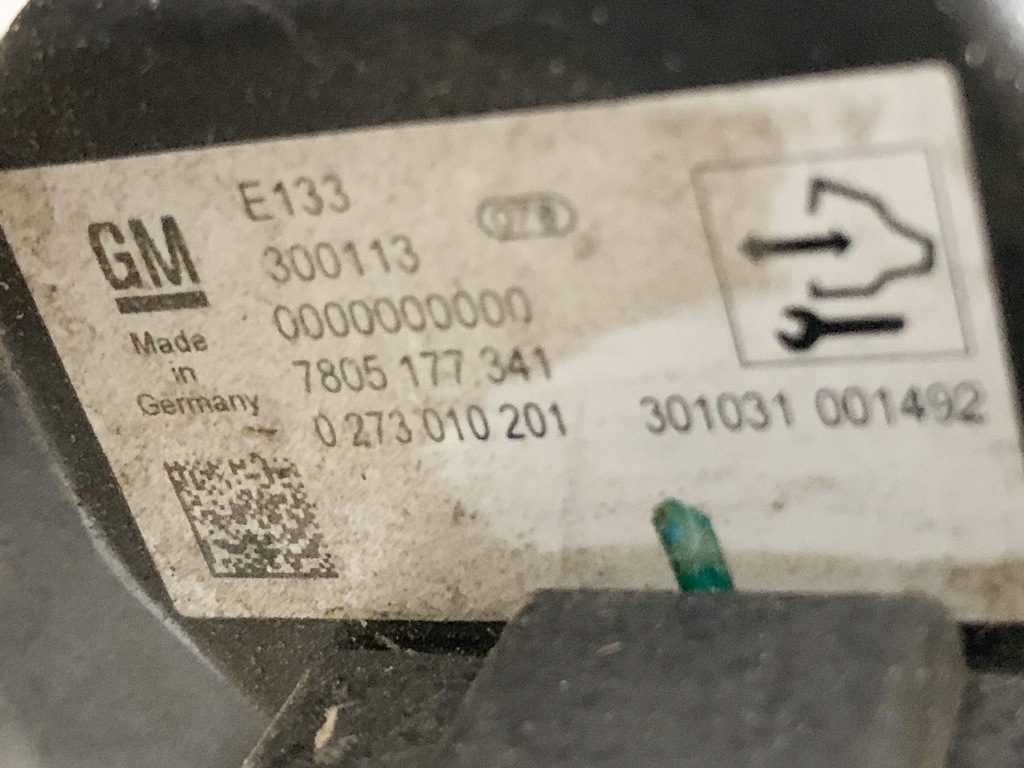 E133
GM
300113
0000000000
Made
in
Germany
7805 177 341
0 273 010 201
301031 001492